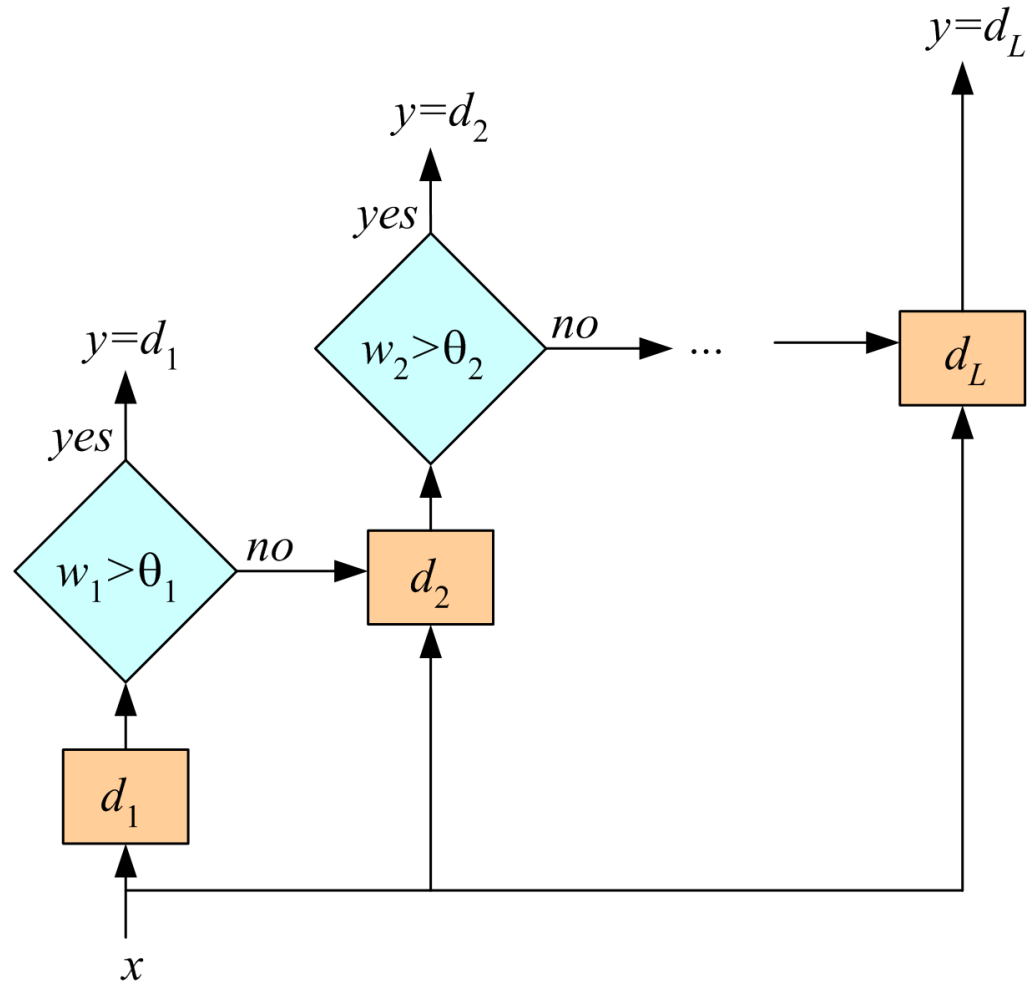 y=d_L
y=d_2
yes
w_2>θ_2
no
...
d_L
y=d_1
yes
w_1>θ_1
no
d_2
d_1
x